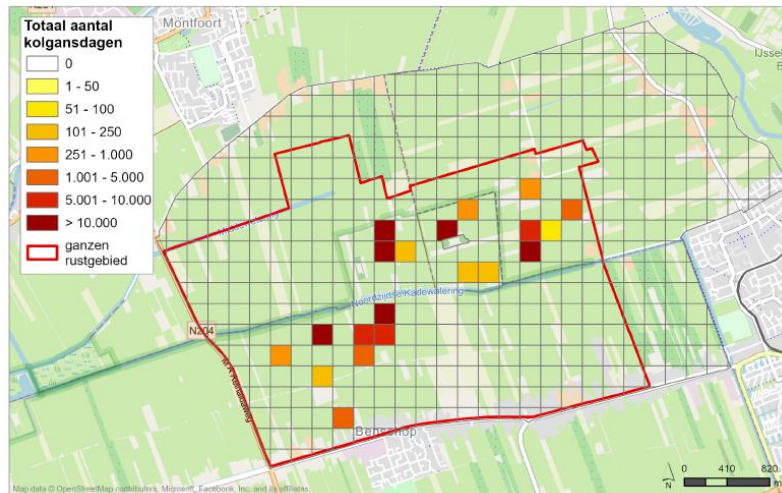 Montfoort
Totaal aantal
kolgansdagen
0
1 - 50
51 - 100
101 - 250
251 - 1.000
1.001 - 5.000
5.001 - 10.000
> 10.000
ganzen
rustgebied
IJssel
Noordzijdse Kadewatering
N204
Benschop
N
0 410 820
Map data © OpenStreetMap contributors, Microsoft, Facebook, Inc. and its affiliates.